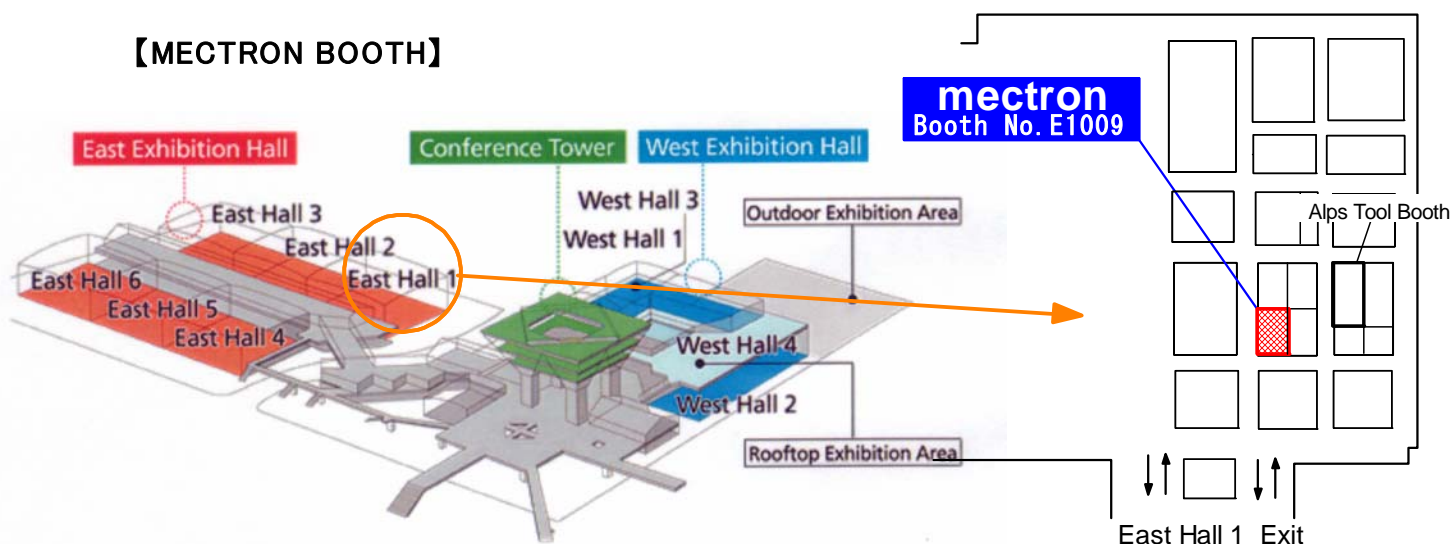 【MECTRON BOOTH】
mectron
Booth No. E1009
East Exhibition Hall
Conference Tower
West Exhibition Hall
East Hall 3
East Hall 2
East Hall 1
East Hall 6
East Hall 5
East Hall 4
West Hall 3
West Hall 1
Outdoor Exhibition Area
West Hall 4
West Hall 2
Rooftop Exhibition Area
Alps Tool Booth
East Hall 1 Exit